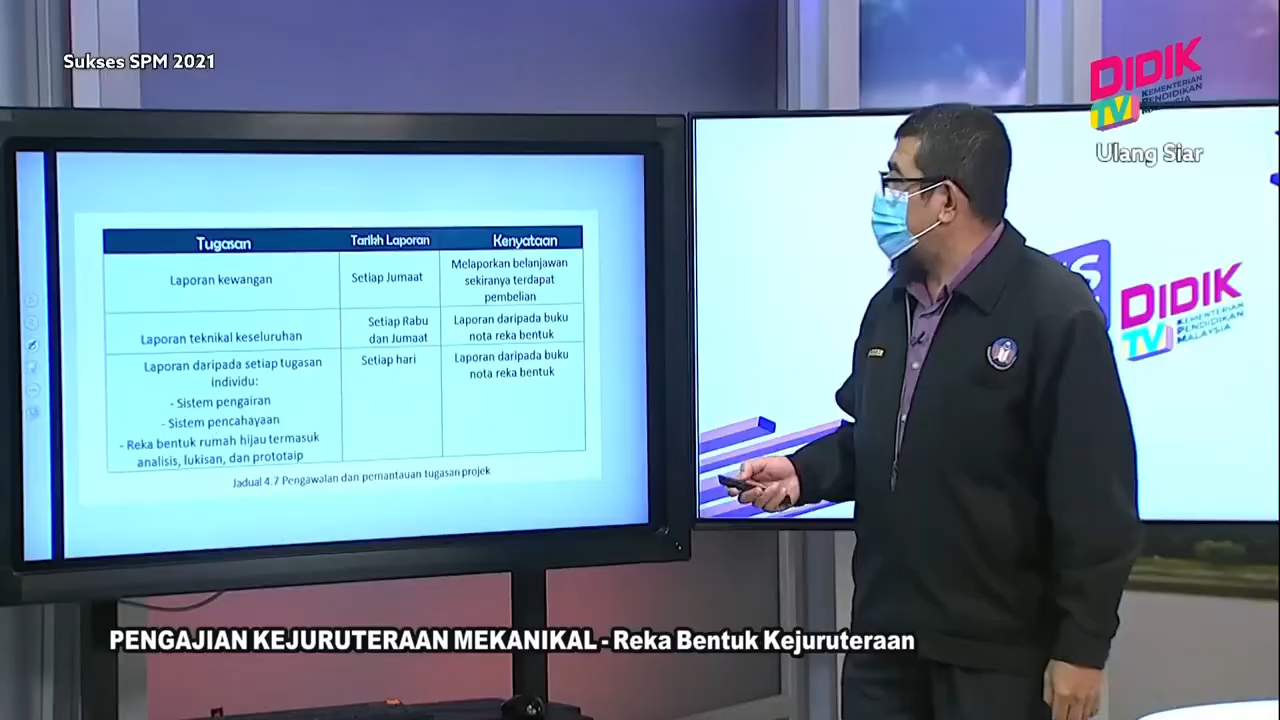 Sukses SPM 2021
DIDIK
TV
KEMENTERIAN
PENDIDIKAN
MALAYSIA
Ulang Siar
Tugasan Tarikh Laporan Kenyataan
Laporan kewangan
Setiap Jumaat
Melaporkan belanjawan
sekiranya terdapat
pembelian
Laporan teknikal keseluruhan
Setiap Rabu
dan Jumaat
Laporan daripada buku
nota reka bentuk
Laporan daripada setiap tugasan
individu:
- Sistem pengairan
- Sistem pencahayaan
- Reka bentuk rumah hijau termasuk
analisis, lukisan, dan prototaip
Setiap hari
Laporan daripada buku
nota reka bentuk
Jadual 4.7 Pengawalan dan pemantauan tugasan projek
DIDIK
TV
KEMENTERIAN
PENDIDIKAN
MALAYSIA
PENGAJIAN KEJURUTERAAN MEKANIKAL - Reka Bentuk Kejuruteraan